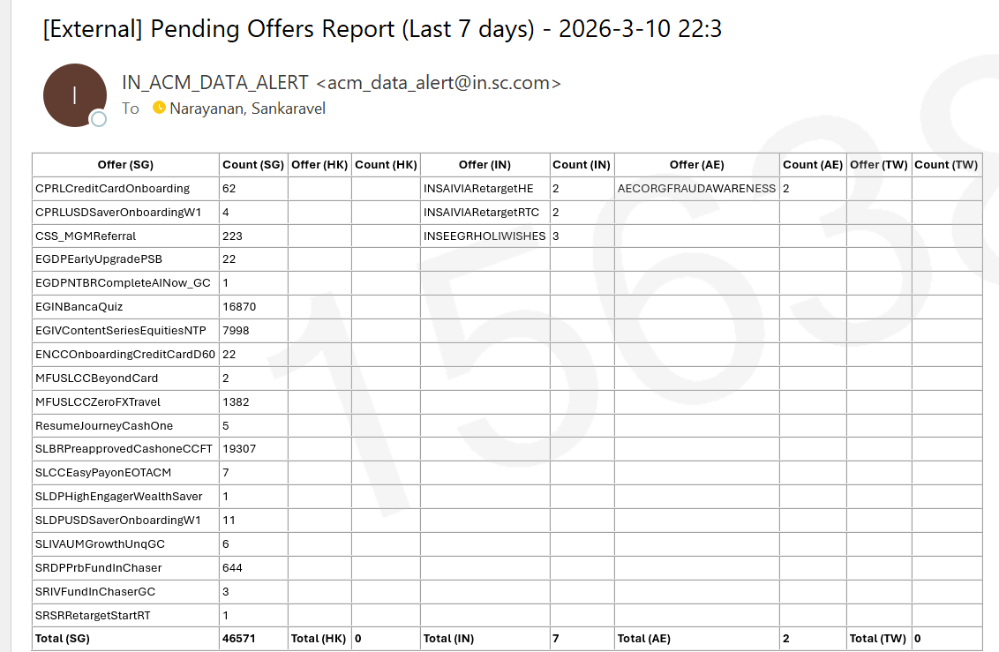 [External] Pending Offers Report (Last 7 days) - 2026-3-10 22:3
I
IN_ACM_DATA_ALERT <acm_data_alert@in.sc.com>
To Narayanan, Sankaravel
Offer (SG) Count (SG) Offer (HK) Count (HK) Offer (IN) Count (IN) Offer (AE) Count (AE) Offer (TW) Count (TW)
CPRLCreditCardOnboarding 62 INSAIVIARetargetHE 2 AECORGFRAUDAWARENESS 2
CPRLUSDSaverOnboardingW1 4 INSAIVIARetargetRTC 2
CSS_MGMReferral 223 INSEEGRHOLIWISHES 3
EGDPEarlyUpgradePSB 22
EGDPNTBRCompleteAINow_GC 1
EGINBancaQuiz 16870
EGIVContentSeriesEquitiesNTP 7998
ENCCOnboardingCreditCardD60 22
MFUSLCCBeyondCard 2
MFUSLCCZeroFXTravel 1382
ResumeJourneyCashOne 5
SLBRPreapprovedCashoneCCFT 19307
SLCCEasyPayonEOTACM 7
SLDPHighEngagerWealthSaver 1
SLDPUSDSaverOnboardingW1 11
SLIVAUMGrowthUnqGC 6
SRDPPrbFundInChaser 644
SRIVFundInChaserGC 3
SRSRRetargetStartRT 1
Total (SG) 46571 Total (HK) 0 Total (IN) 7 Total (AE) 2 Total (TW) 0
15638